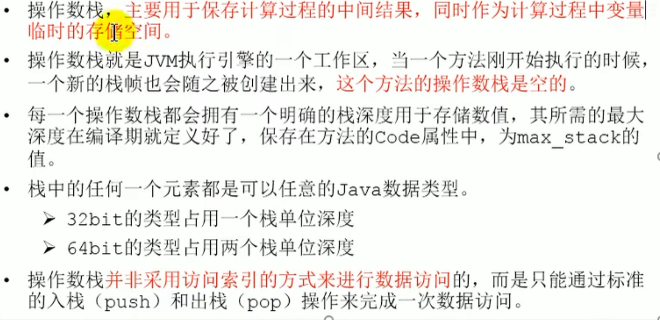 • 操作数栈，主要用于保存计算过程的中间结果，同时作为计算过程中变量
临时的存储空间。
• 操作数栈就是JVM执行引擎的一个工作区，当一个方法刚开始执行的时候，
一个新的栈帧也会随之被创建出来，这个方法的操作数栈是空的。
• 每一个操作数栈都会拥有一个明确的栈深度用于存储数值，其所需的最大
深度在编译期就定义好了，保存在方法的Code属性中，为max_stack的
值。
• 栈中的任何一个元素都是可以任意的Java数据类型。
➢ 32bit的类型占用一个栈单位深度
➢ 64bit的类型占用两个栈单位深度
• 操作数栈并非采用访问索引的方式来进行数据访问的，而是只能通过标准
的入栈（push）和出栈（pop）操作来完成一次数据访问。